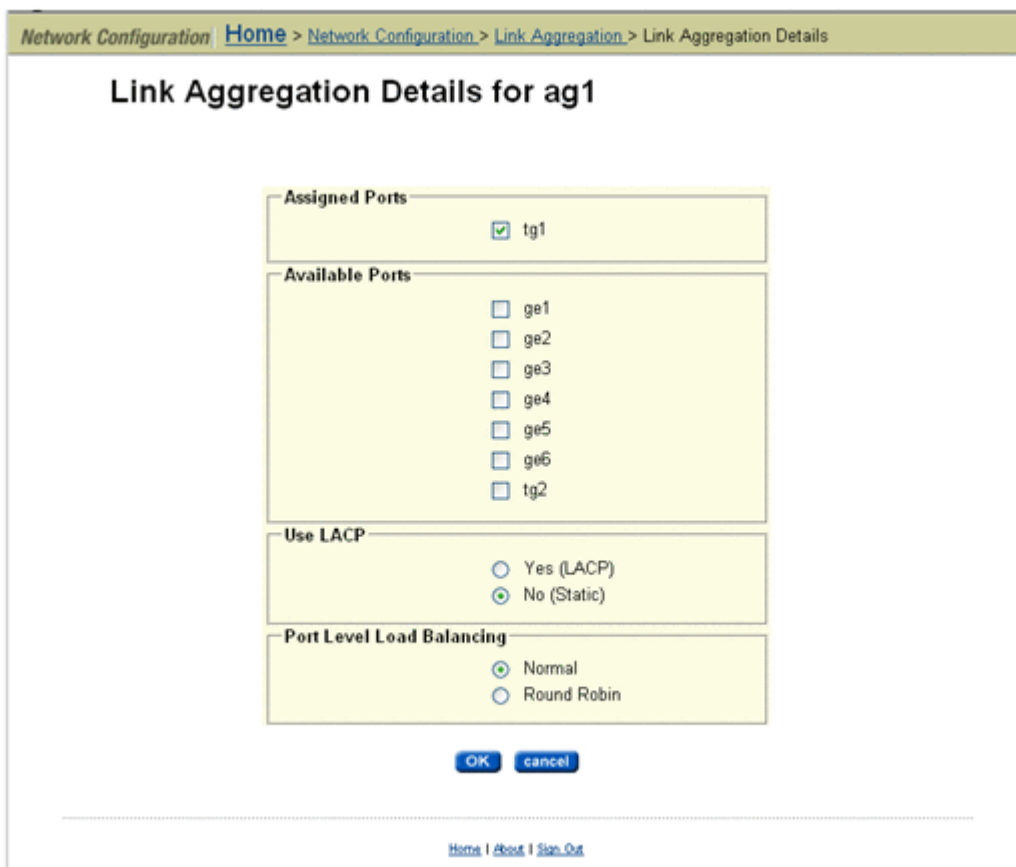 Network Configuration Home > Network Configuration > Link Aggregation > Link Aggregation Details
Link Aggregation Details for ag1
Assigned Ports
tg1
Available Ports
ge1
ge2
ge3
ge4
ge5
ge6
tg2
Use LACP
Yes (LACP)
No (Static)
Port Level Load Balancing
Normal
Round Robin
OK cancel
Home | About | Sign Out